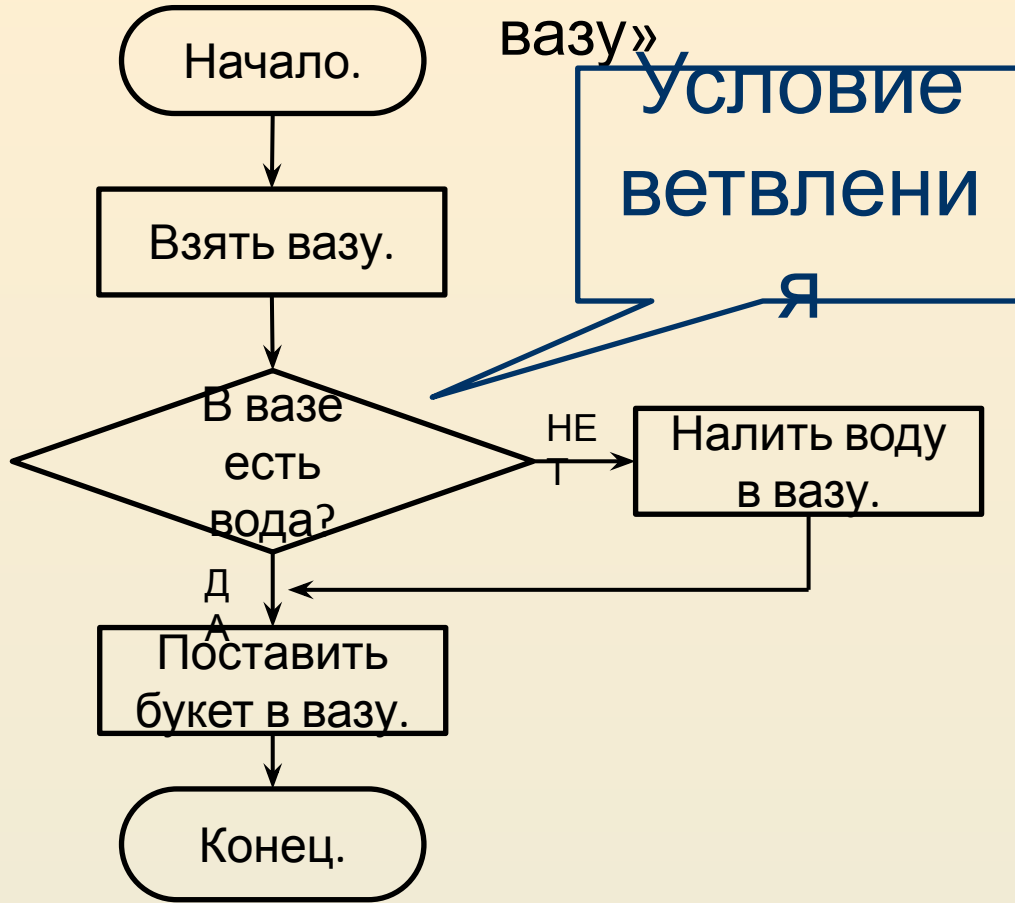 вазу»
Начало.
Условие
ветвлени
я
Взять вазу.
В вазе
есть
вода?
НЕ
Т
Налить воду
в вазу.
Д
А
Поставить
букет в вазу.
Конец.